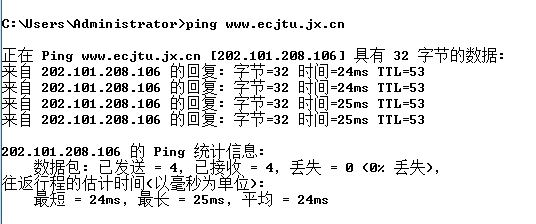 C:\Users\Administrator>ping www.ecjtu.jx.cn
正在 Ping www.ecjtu.jx.cn [202.101.208.106] 具有 32 字节的数据:
来自 202.101.208.106 的回复: 字节=32 时间=24ms TTL=53
来自 202.101.208.106 的回复: 字节=32 时间=24ms TTL=53
来自 202.101.208.106 的回复: 字节=32 时间=25ms TTL=53
来自 202.101.208.106 的回复: 字节=32 时间=25ms TTL=53
202.101.208.106 的 Ping 统计信息:
数据包: 已发送 = 4, 已接收 = 4, 丢失 = 0 (0% 丢失),
往返行程的估计时间(以毫秒为单位):
最短 = 24ms, 最长 = 25ms, 平均 = 24ms